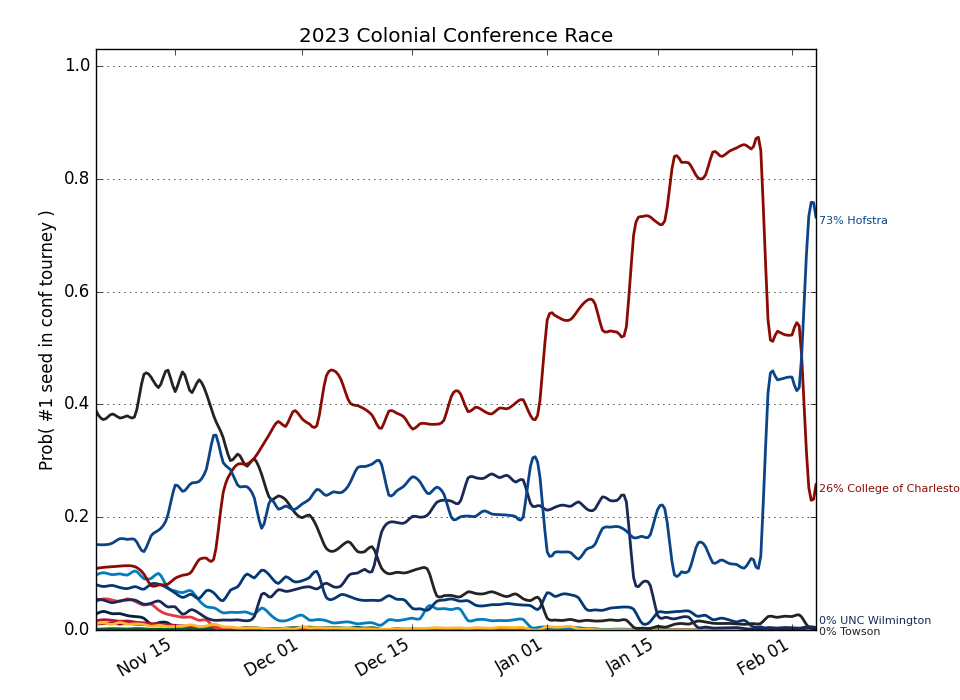 2023 Colonial Conference Race
Prob( #1 seed in conf tourney )
1.0
0.8
0.6
0.4
0.2
0.0
Nov 15
Dec 01
Dec 15
Jan 01
Jan 15
Feb 01
73% Hofstra
26% College of Charlesto
0% UNC Wilmington
0% Towson